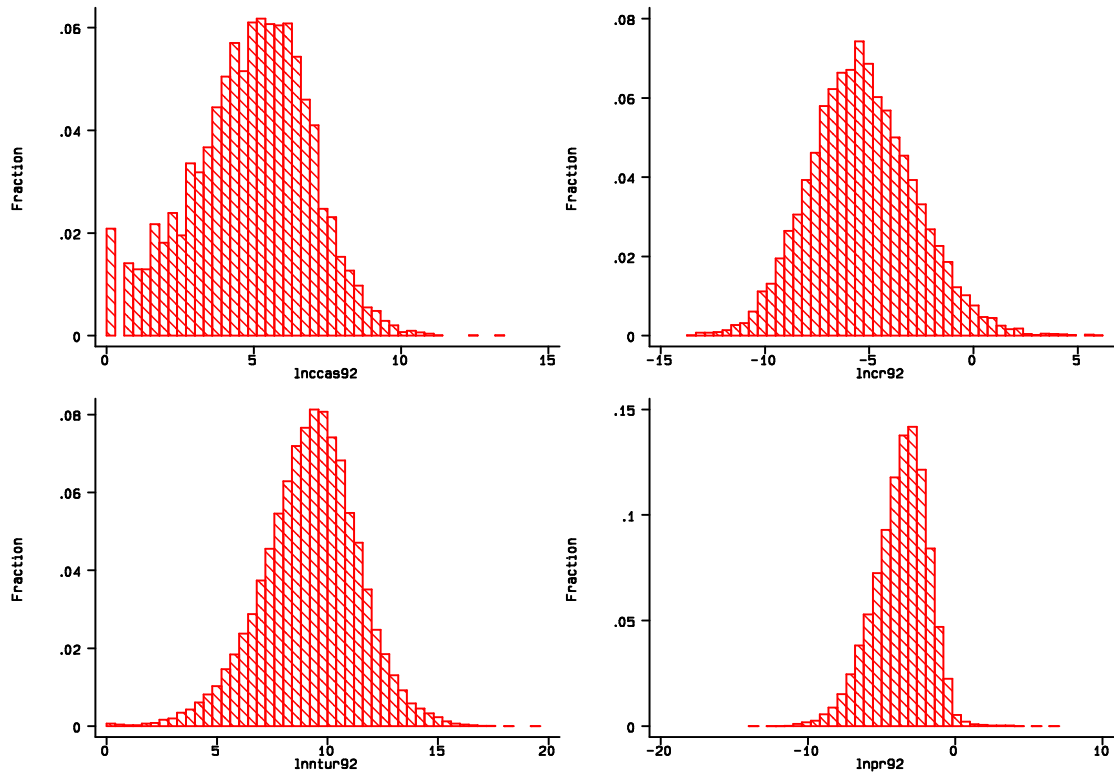 .06
.04
.02
0
Fraction
0 5 10 15
lnccas92
.08
.06
.04
.02
0
Fraction
-15 -10 -5 0 5
lncr92
.08
.06
.04
.02
0
Fraction
0 5 10 15 20
lnntur92
.15
.1
.05
0
Fraction
-20 -10 0 10
lnpr92